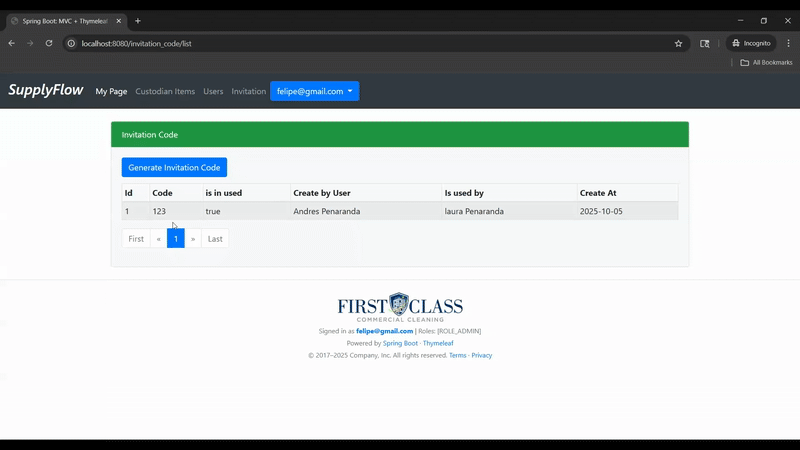 Spring Boot: MVC + Thymeleaf
localhost:8080/invitation_code/list
Incognito
All Bookmarks
SupplyFlow My Page Custodian Items Users Invitation felipe@gmail.com
Invitation Code
Generate Invitation Code
Id Code is in used Create by User Is used by Create At
1 123 true Andres Penaranda laura Penaranda 2025-10-05
First « 1 » Last
FIRST CLASS
COMMERCIAL CLEANING
Signed in as felipe@gmail.com | Roles: [ROLE_ADMIN]
Powered by Spring Boot · Thymeleaf
© 2017–2025 Company, Inc. All rights reserved. Terms · Privacy